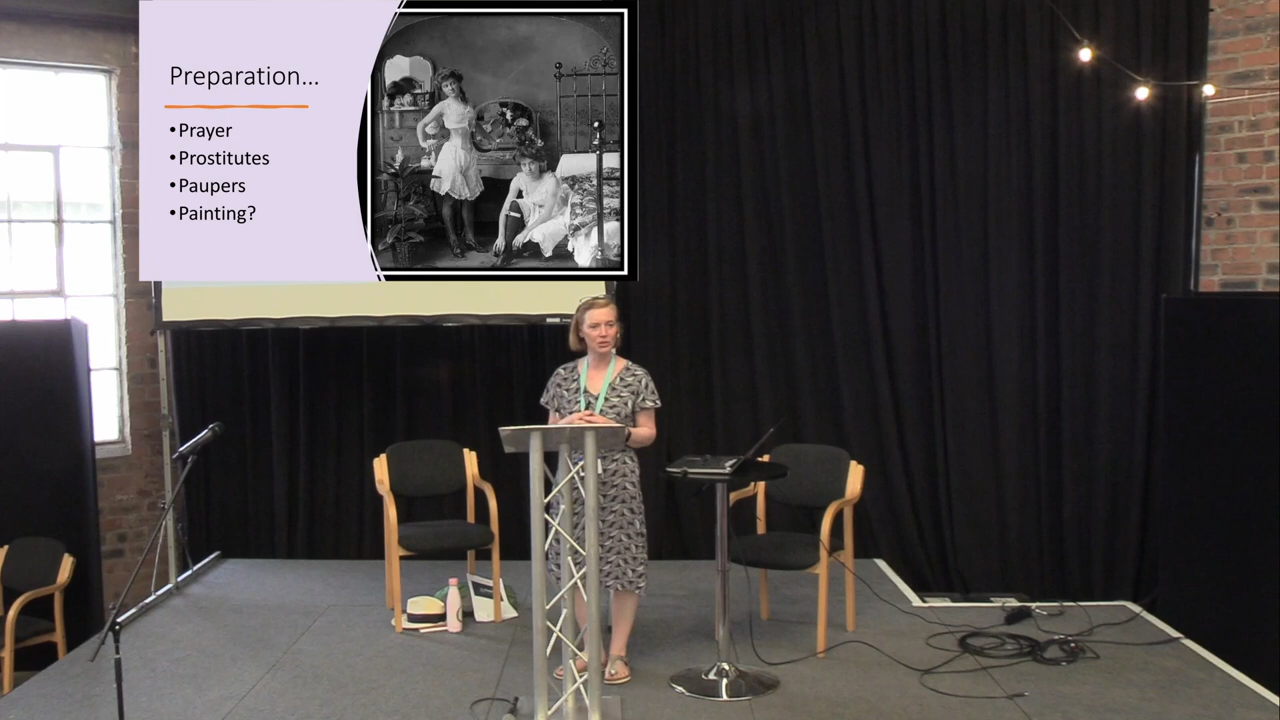 Preparation...
•Prayer
•Prostitutes
•Paupers
•Painting?